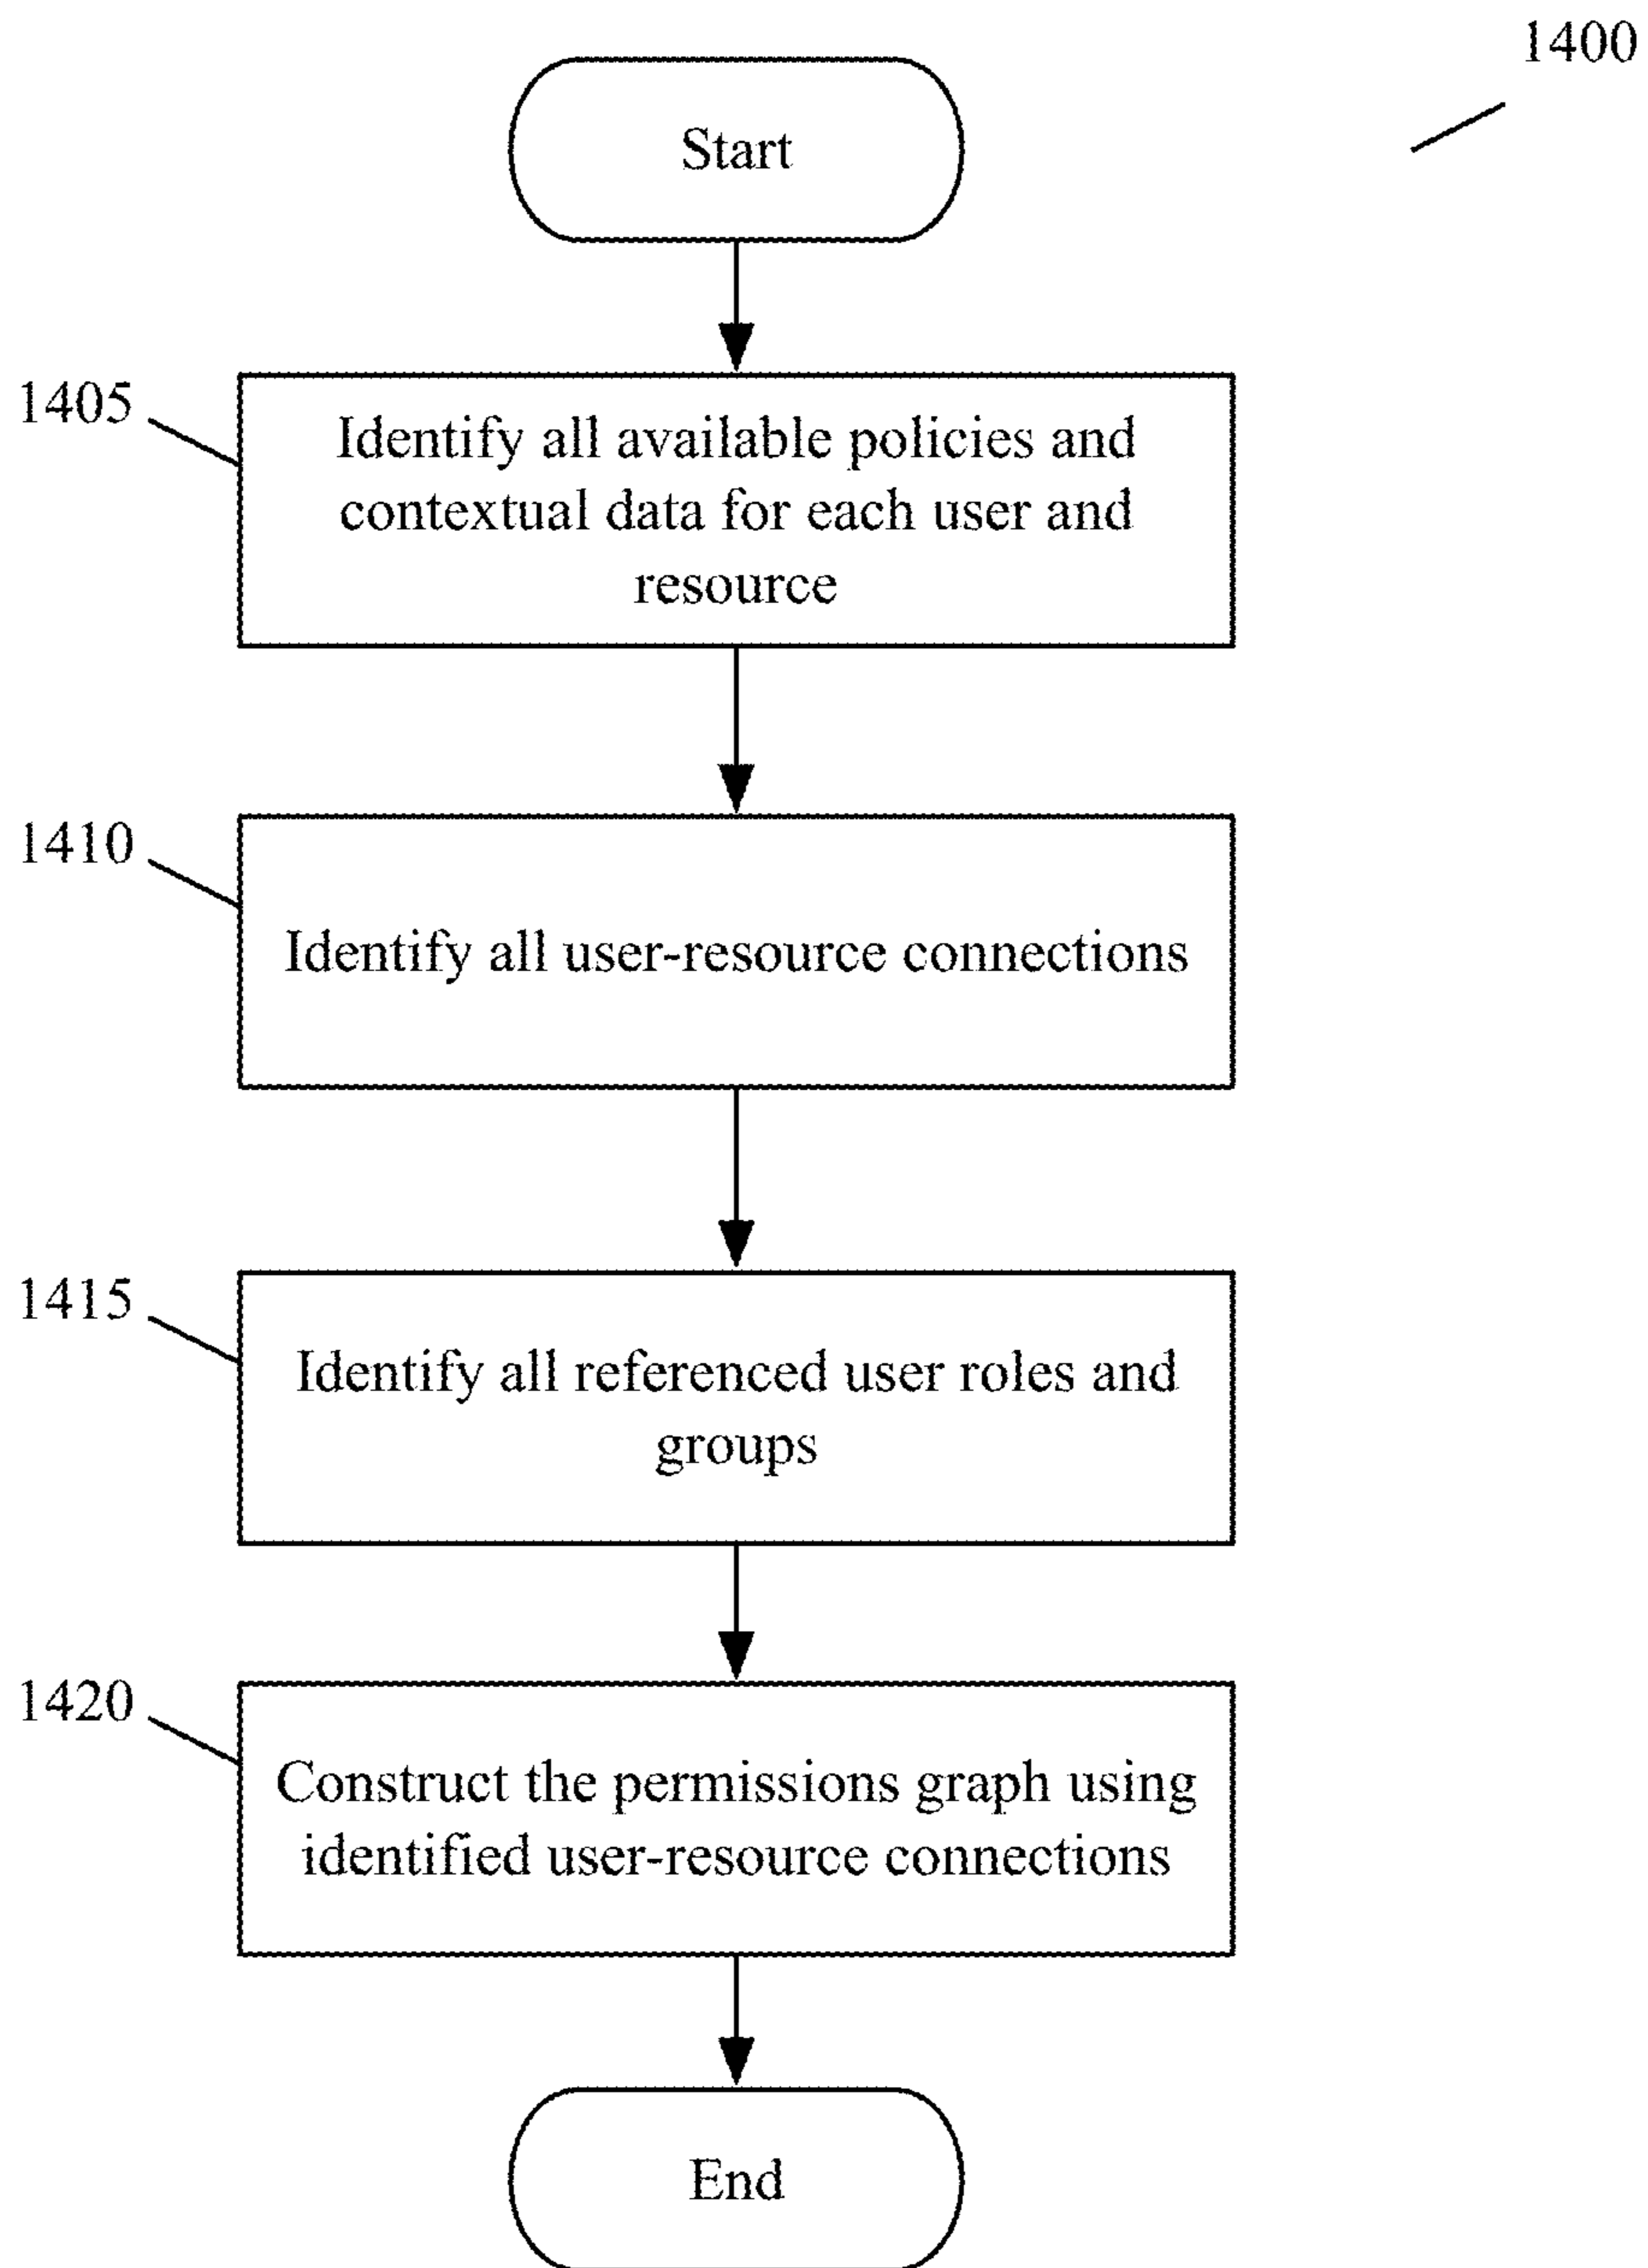 1400
Start
1405
Identify all available policies and
contextual data for each user and
resource
1410
Identify all user-resource connections
1415
Identify all referenced user roles and
groups
1420
Construct the permissions graph using
identified user-resource connections
End